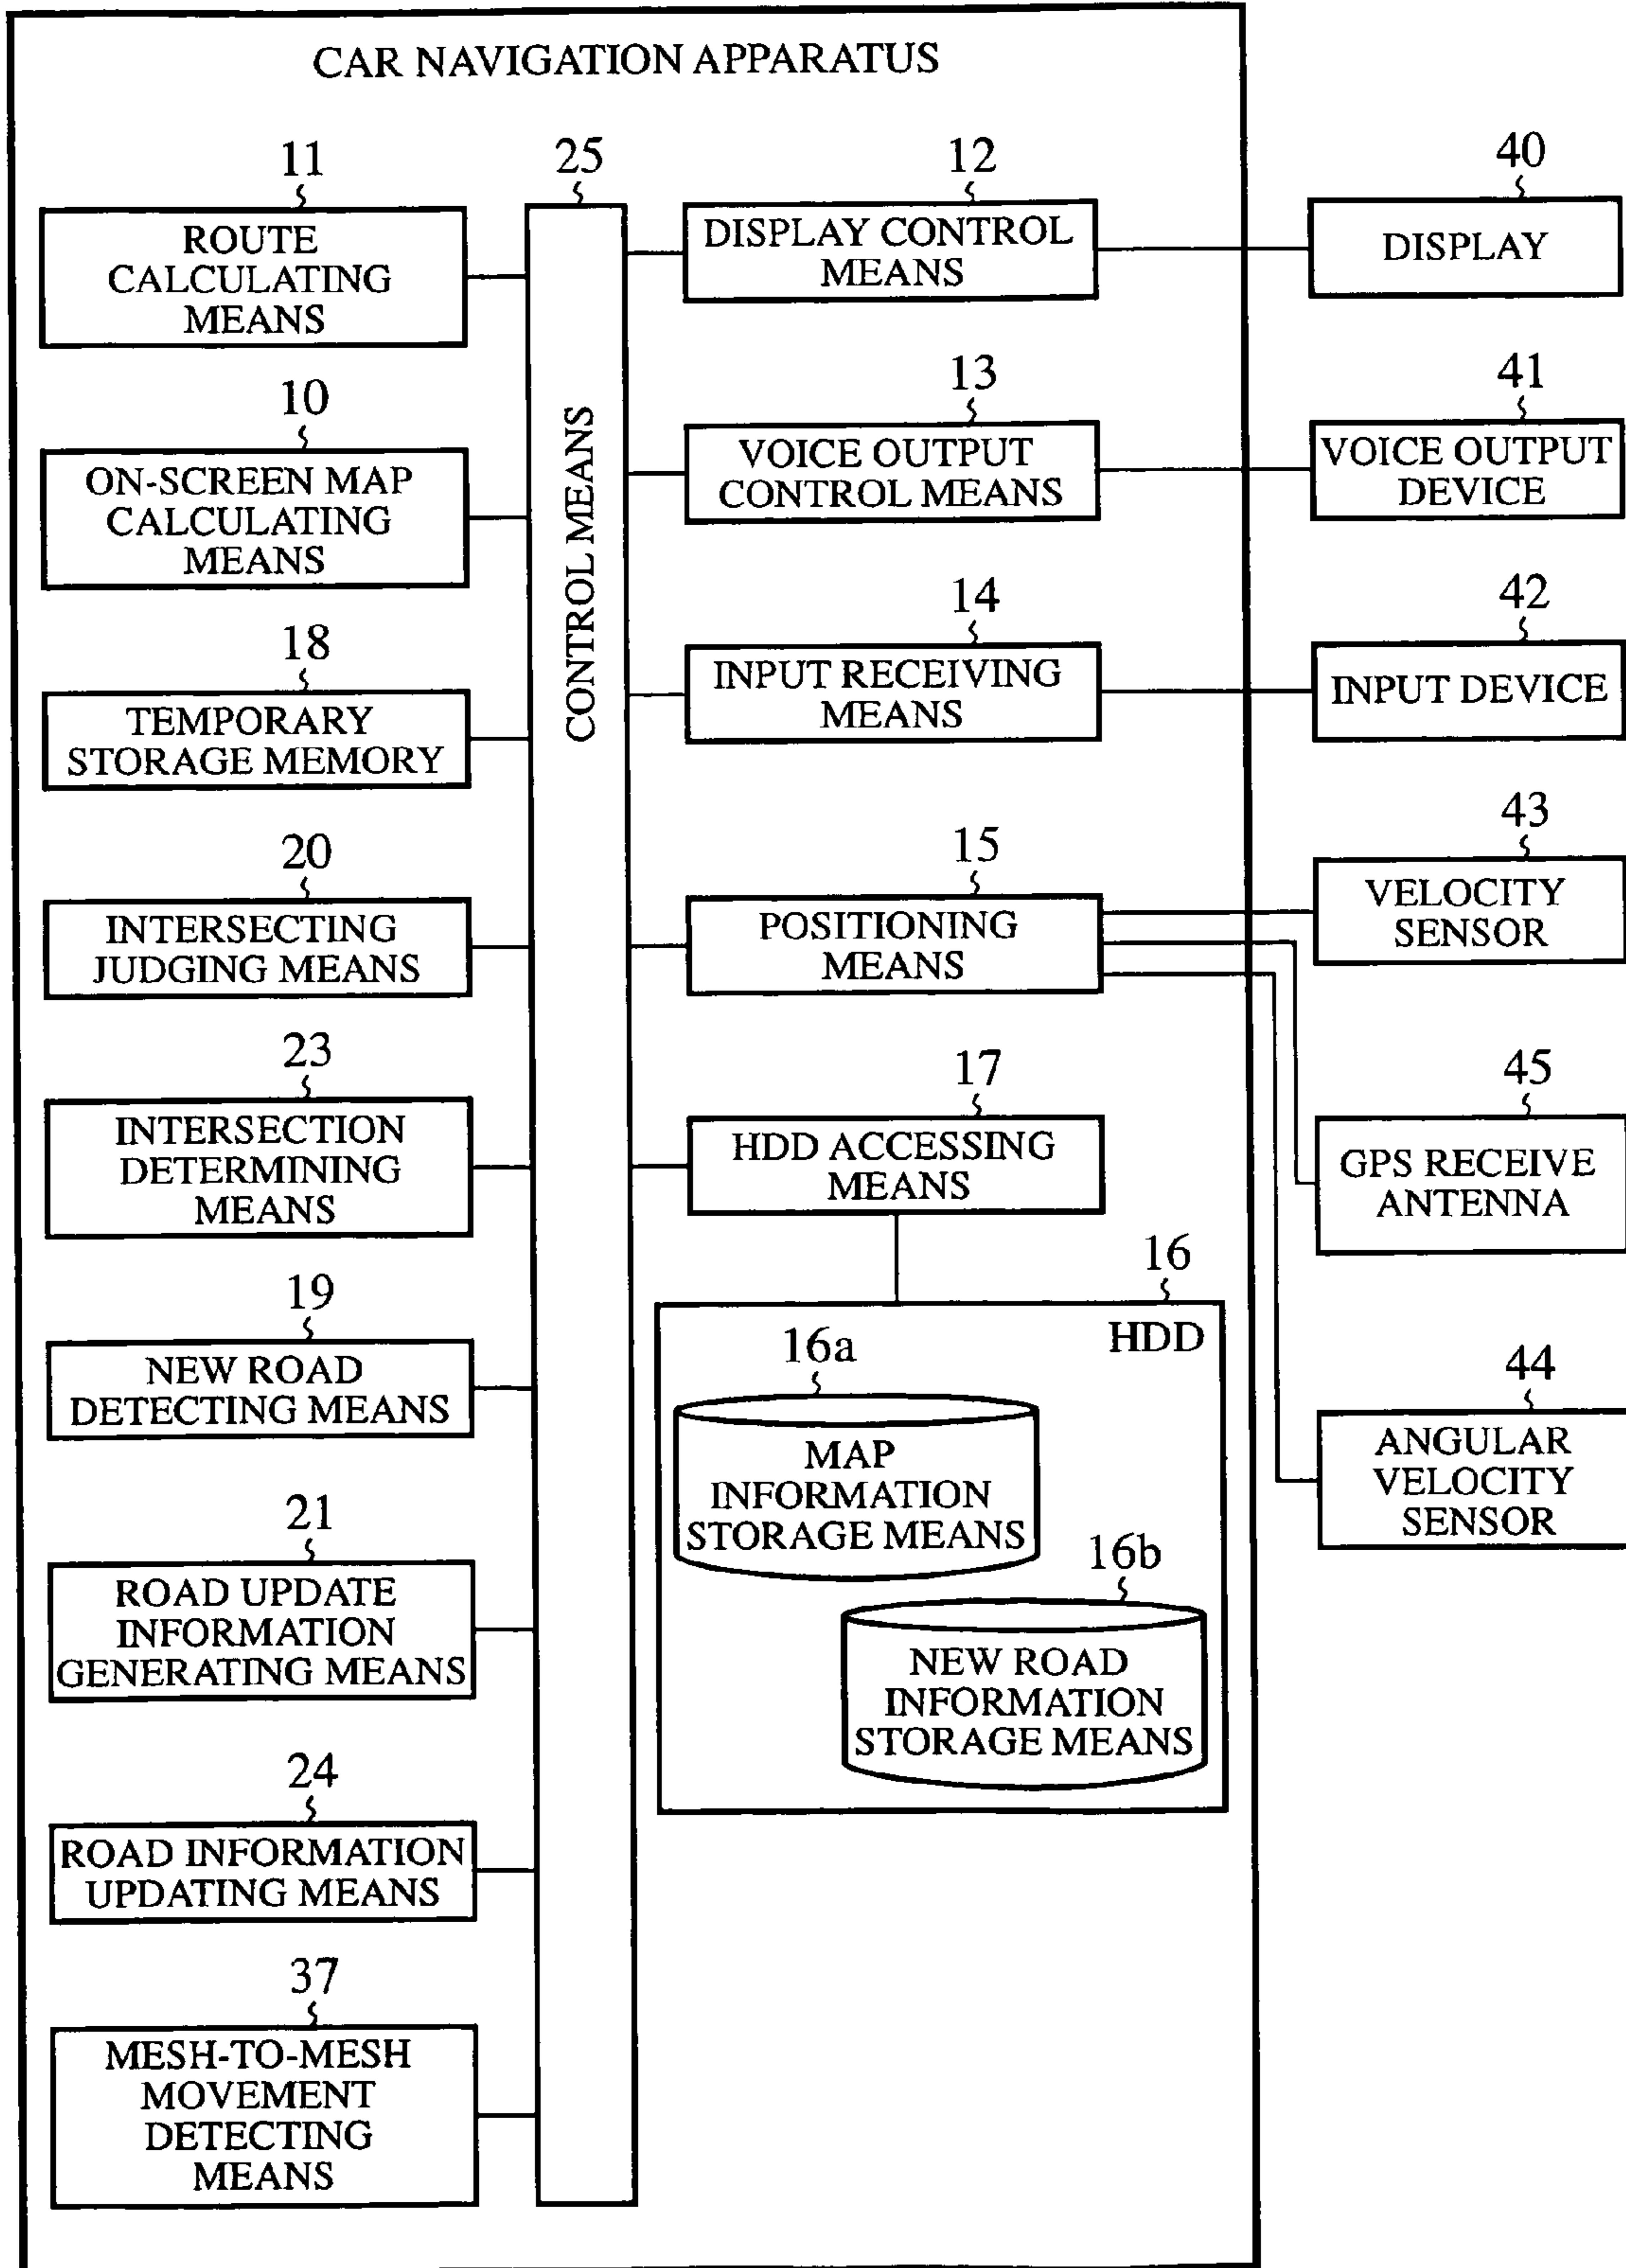 CAR NAVIGATION APPARATUS
11
ROUTE
CALCULATING
MEANS
10
ON-SCREEN MAP
CALCULATING
MEANS
18
TEMPORARY
STORAGE MEMORY
20
INTERSECTING
JUDGING MEANS
23
INTERSECTION
DETERMINING
MEANS
19
NEW ROAD
DETECTING MEANS
21
ROAD UPDATE
INFORMATION
GENERATING MEANS
24
ROAD INFORMATION
UPDATING MEANS
37
MESH-TO-MESH
MOVEMENT
DETECTING
MEANS
25
CONTROL MEANS
12
DISPLAY CONTROL
MEANS
13
VOICE OUTPUT
CONTROL MEANS
14
INPUT RECEIVING
MEANS
15
POSITIONING
MEANS
17
HDD ACCESSING
MEANS
16
HDD
16a
MAP
INFORMATION
STORAGE MEANS
16b
NEW ROAD
INFORMATION
STORAGE MEANS
40
DISPLAY
41
VOICE OUTPUT
DEVICE
42
INPUT DEVICE
43
VELOCITY
SENSOR
45
GPS RECEIVE
ANTENNA
44
ANGULAR
VELOCITY
SENSOR